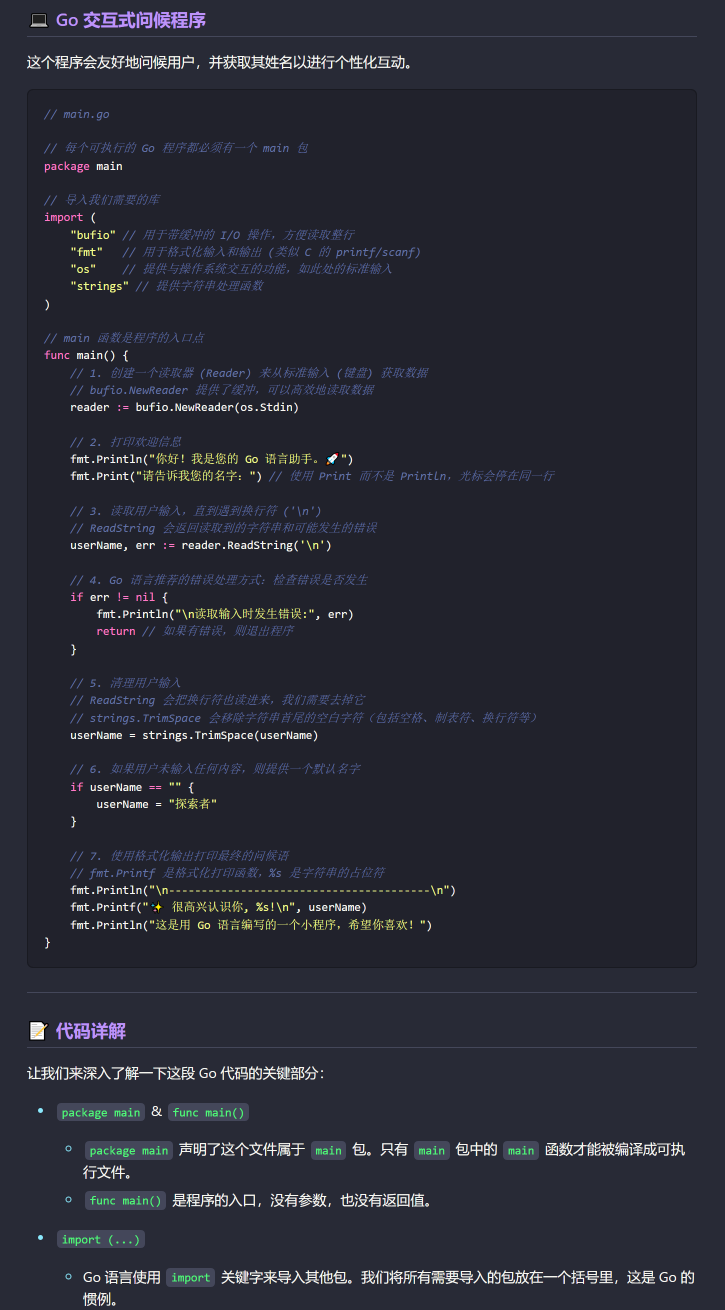 💻 Go 交互式问候程序
这个程序会友好地问候用户，并获取其姓名以进行个性化互动。
// main.go
// 每个可执行的 Go 程序都必须有一个 main 包
package main
// 导入我们需要的库
import (
    "bufio" // 用于带缓冲的 I/O 操作，方便读取整行
    "fmt"   // 用于格式化输入和输出 (类似 C 的 printf/scanf)
    "os"    // 提供与操作系统交互的功能，如此处的标准输入
    "strings" // 提供字符串处理函数
)
// main 函数是程序的入口点
func main() {
    // 1. 创建一个读取器 (Reader) 来从标准输入 (键盘) 获取数据
    // bufio.NewReader 提供了缓冲，可以高效地读取数据
    reader := bufio.NewReader(os.Stdin)
    // 2. 打印欢迎信息
    fmt.Println("你好！我是您的 Go 语言助手。🚀")
    fmt.Print("请告诉我您的名字：") // 使用 Print 而不是 Println，光标会停在同一行
    // 3. 读取用户输入，直到遇到换行符 ('\n')
    // ReadString 会返回读取到的字符串和可能发生的错误
    userName, err := reader.ReadString('\n')
    // 4. Go 语言推荐的错误处理方式：检查错误是否发生
    if err != nil {
        fmt.Println("\n读取输入时发生错误:", err)
        return // 如果有错误，则退出程序
    }
    // 5. 清理用户输入
    // ReadString 会把换行符也读进来，我们需要去掉它
    // strings.TrimSpace 会移除字符串首尾的空白字符（包括空格、制表符、换行符等）
    userName = strings.TrimSpace(userName)
    // 6. 如果用户未输入任何内容，则提供一个默认名字
    if userName == "" {
        userName = "探索者"
    }
    // 7. 使用格式化输出打印最终的问候语
    // fmt.Printf 是格式化打印函数，%s 是字符串的占位符
    fmt.Println("\n----------------------------------------\n")
    fmt.Printf("✨ 很高兴认识你, %s!\n", userName)
    fmt.Println("这是用 Go 语言编写的一个小程序，希望你喜欢！")
}
📝 代码详解
让我们来深入了解一下这段 Go 代码的关键部分：
• package main & func main()
◦ package main 声明了这个文件属于 main 包。只有 main 包中的 main 函数才能被编译成可执
行文件。
◦ func main() 是程序的入口，没有参数，也没有返回值。
• import (...)
◦ Go 语言使用 import 关键字来导入其他包。我们将所有需要导入的包放在一个括号里，这是 Go 的
惯例。